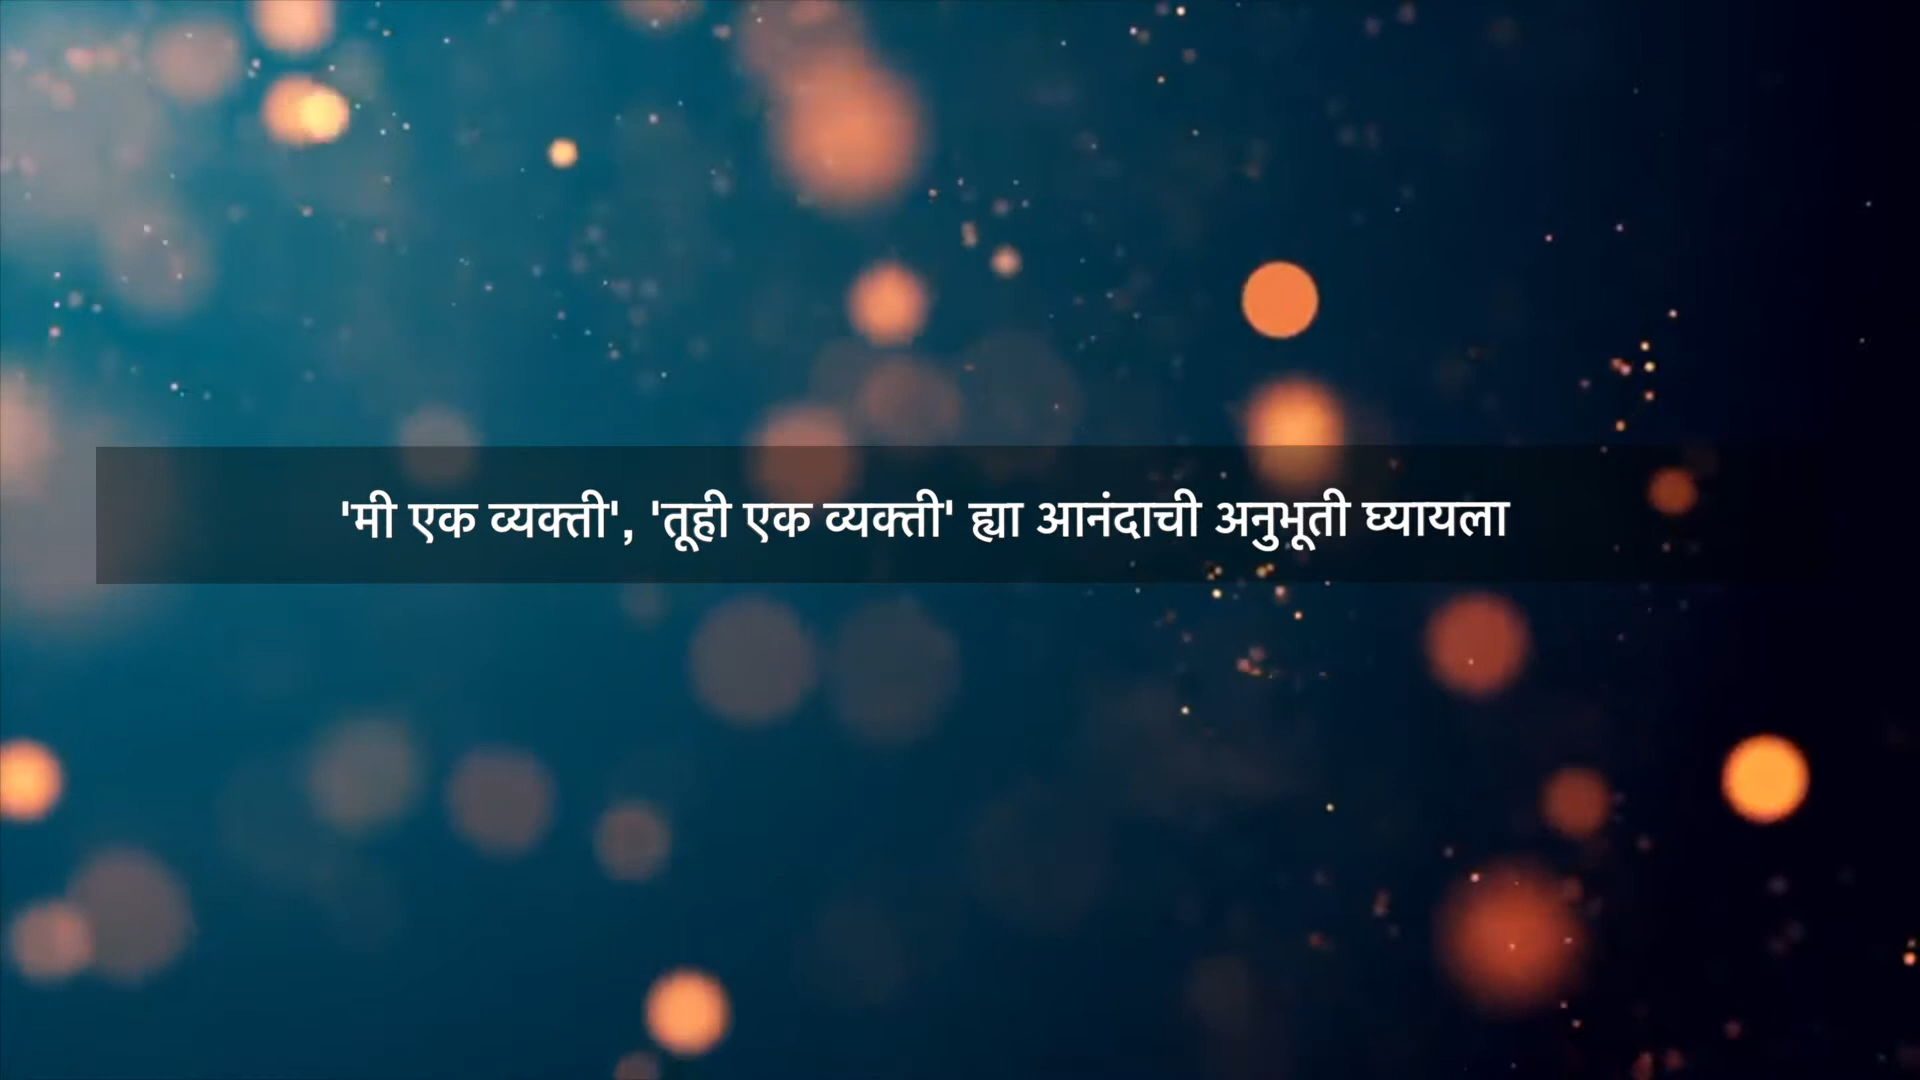 'मी एक व्यक्ती', 'तूही एक व्यक्ती' ह्या आनंदाची अनुभूती घ्यायला